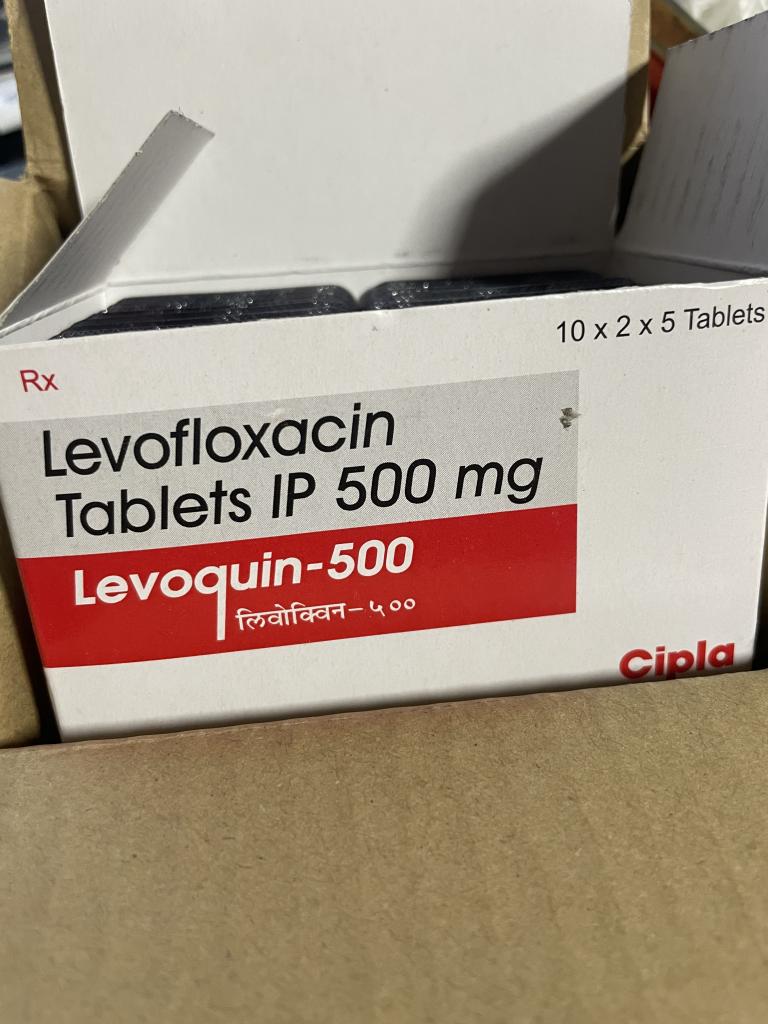 10 x 2 x 5 Tablets
Rx
Levofloxacin
Tablets IP 500 mg
Levoquin-500
लिवोक्विन-५००
Cipla